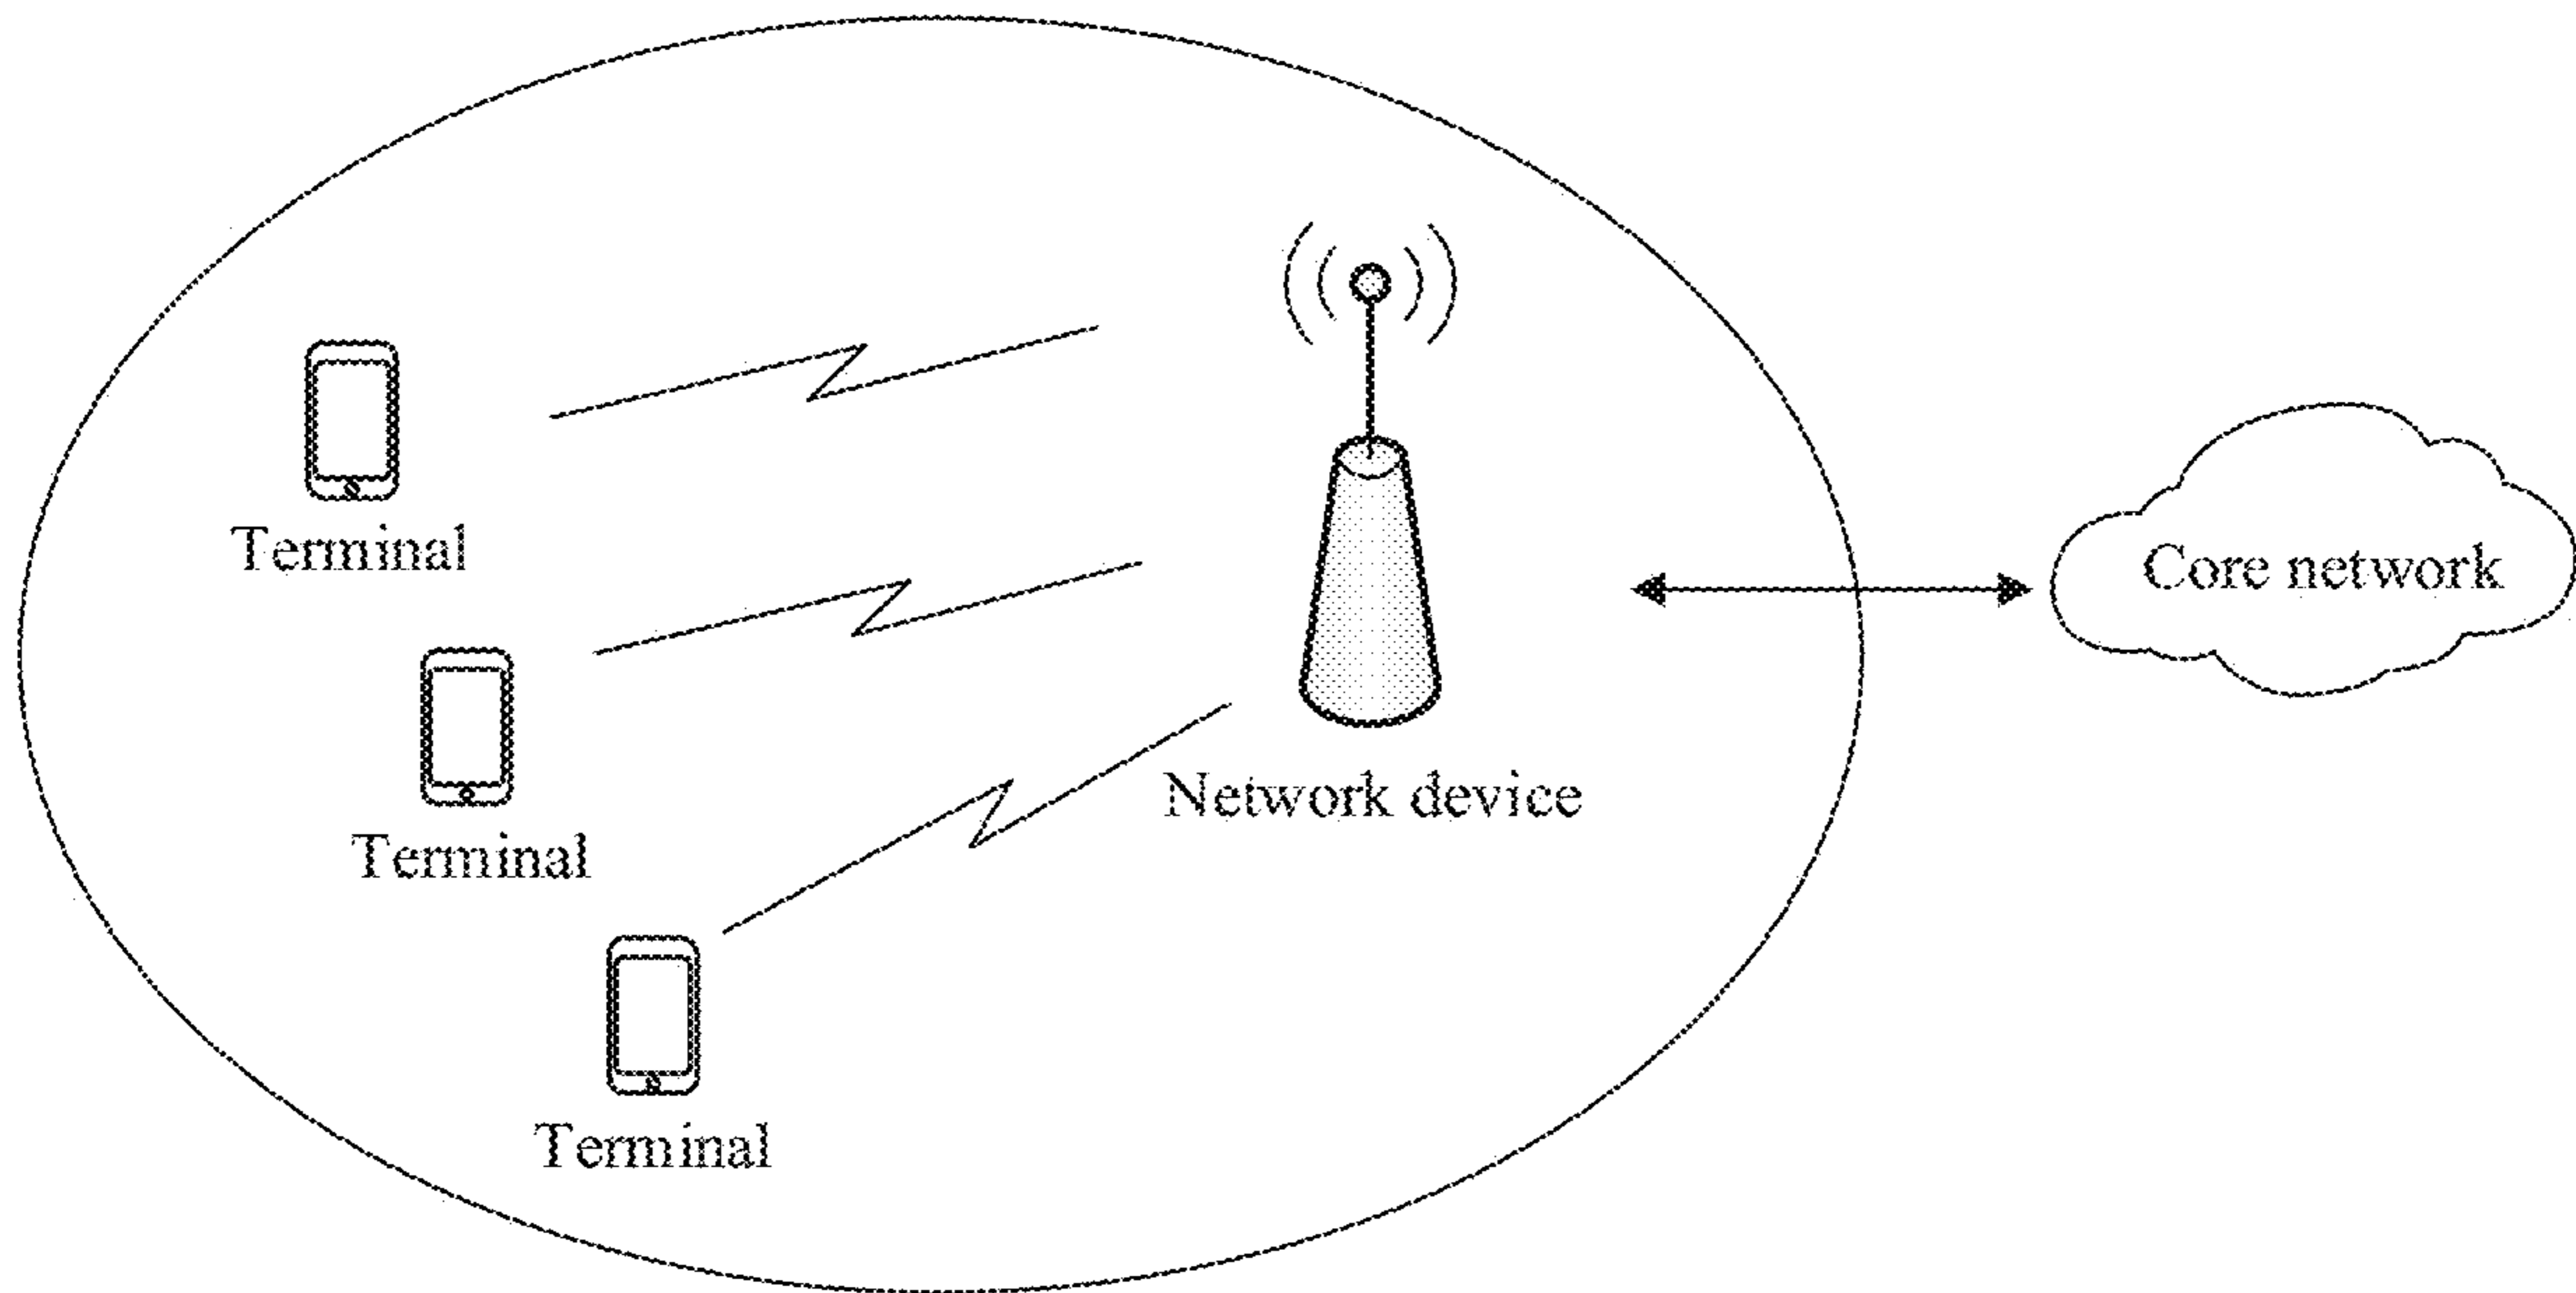 Terminal
Core network
Network device
Terminal
Terminal